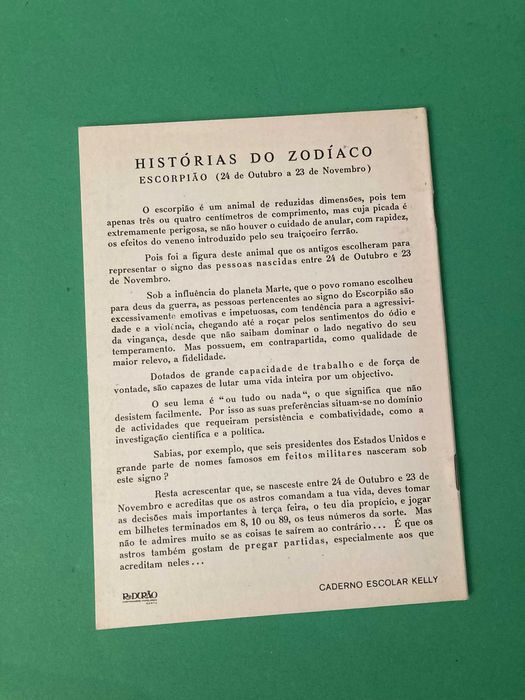 HISTÓRIAS DO ZODÍACO
ESCORPIÃO (24 de Outubro a 23 de Novembro)
O escorpião é um animal de reduzidas dimensões, pois tem
apenas três ou quatro centímetros de comprimento, mas cuja picada é
extremamente perigosa, se não houver o cuidado de anular, com rapidez,
os efeitos do veneno introduzido pelo seu traiçoeiro ferrão.
Pois foi a figura deste animal que os antigos escolheram para
representar o signo das pessoas nascidas entre 24 de Outubro e 23
de Novembro.
Sob a influência do planeta Marte, que o povo romano escolheu
para deus da guerra, as pessoas pertencentes ao signo do Escorpião são
excessivamente emotivas e impetuosas, com tendência para a agressivi-
dade e a violência, chegando até a roçar pelos sentimentos do ódio e
da vingança, desde que não saibam dominar o lado negativo do seu
temperamento. Mas possuem, em contrapartida, como qualidade de
maior relevo, a fidelidade.
Dotados de grande capacidade de trabalho e de força de
vontade, são capazes de lutar uma vida inteira por um objectivo.
O seu lema é "ou tudo ou nada", o que significa que não
desistem facilmente. Por isso as suas preferências situam-se no domínio
de actividades que requeiram persistência e combatividade, como a
investigação científica e a política.
Sabias, por exemplo, que seis presidentes dos Estados Unidos e
grande parte de nomes famosos em feitos militares nasceram sob
este signo?
Resta acrescentar que, se nasceste entre 24 de Outubro e 23 de
Novembro e acreditas que os astros comandam a tua vida, deves tomar
as decisões mais importantes à terça feira, o teu dia propício, e jogar
em bilhetes terminados em 8, 10 ou 89, os teus números da sorte. Mas
não te admires muito se as coisas te saírem ao contrário... É que os
astros também gostam de pregar partidas, especialmente aos que
acreditam neles...
CADERNO ESCOLAR KELLY